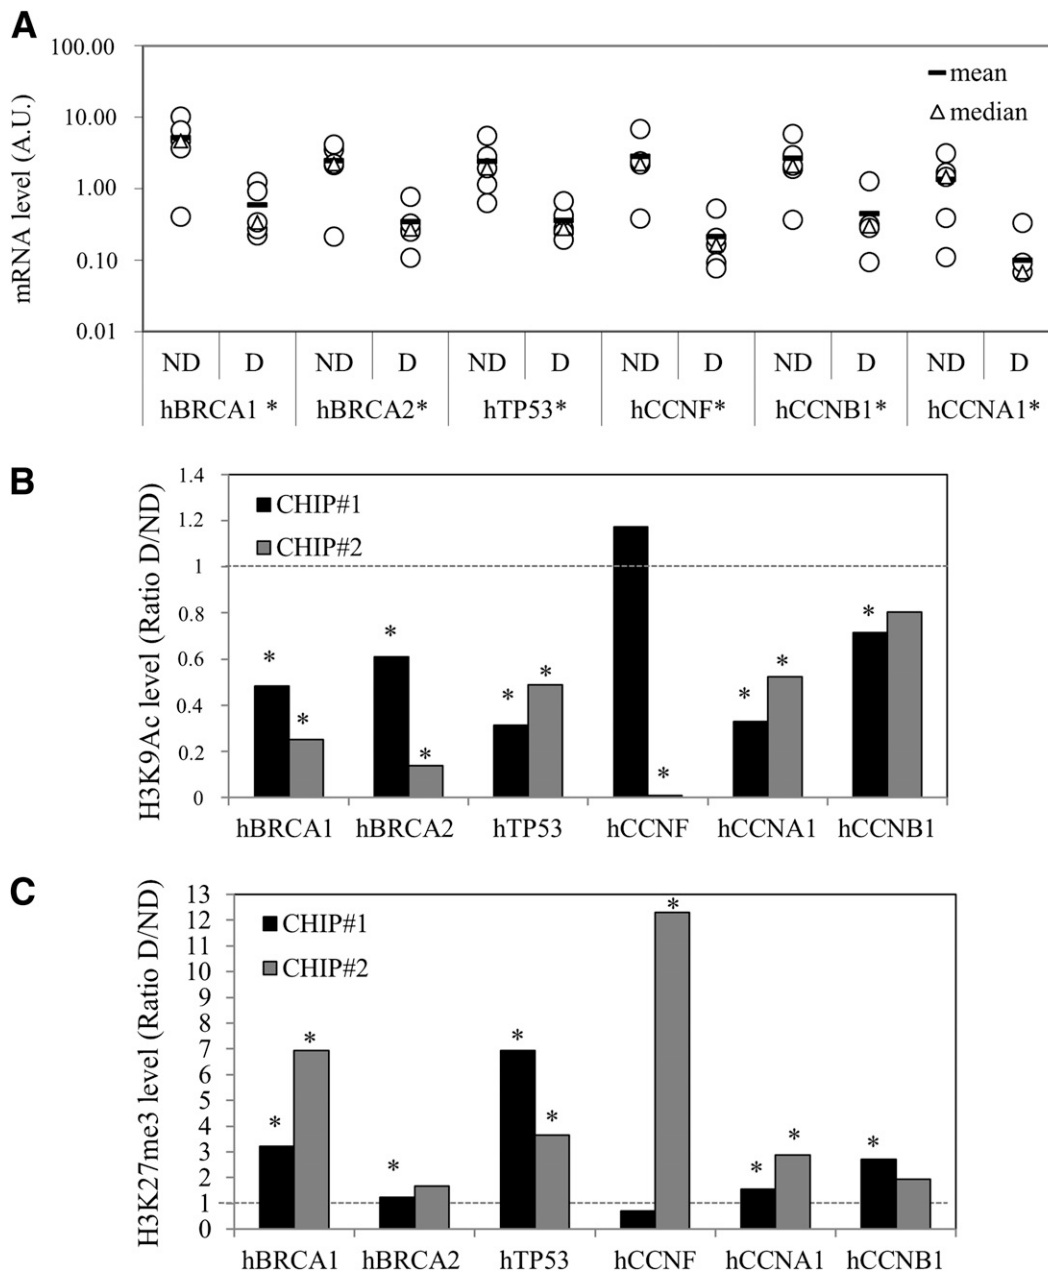 A
100.00
10.00
1.00
0.10
0.01
mRNA level (A.U.)
mean
median
ND D ND D ND D ND D ND D ND D
hBRCA1 * hBRCA2* hTP53* hCCNF* hCCNB1* hCCNA1*
B
1.4
1.2
1
0.8
0.6
0.4
0.2
0
H3K9Ac level (Ratio D/ND)
CHIP#1
CHIP#2
* * * * * * * * * *
hBRCA1 hBRCA2 hTP53 hCCNF hCCNA1 hCCNB1
C
13
12
11
10
9
8
7
6
5
4
3
2
1
0
H3K27me3 level (Ratio D/ND)
CHIP#1
CHIP#2
* * * * * * * * *
hBRCA1 hBRCA2 hTP53 hCCNF hCCNA1 hCCNB1